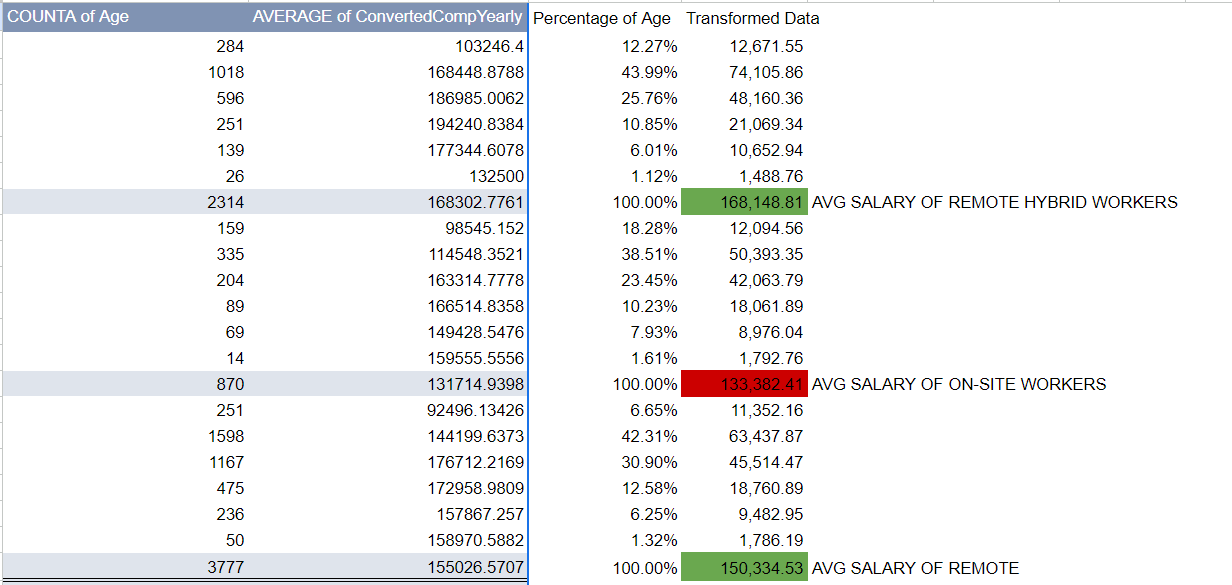 COUNTA of Age AVERAGE of ConvertedCompYearly Percentage of Age Transformed Data
284 103246.4 12.27% 12,671.55
1018 168448.8788 43.99% 74,105.86
596 186985.0062 25.76% 48,160.36
251 194240.8384 10.85% 21,069.34
139 177344.6078 6.01% 10,652.94
26 132500 1.12% 1,488.76
2314 168302.7761 100.00% 168,148.81 AVG SALARY OF REMOTE HYBRID WORKERS
159 98545.152 18.28% 12,094.56
335 114548.3521 38.51% 50,393.35
204 163314.7778 23.45% 42,063.79
89 166514.8358 10.23% 18,061.89
69 149428.5476 7.93% 8,976.04
14 159555.5556 1.61% 1,792.76
870 131714.9398 100.00% 133,382.41 AVG SALARY OF ON-SITE WORKERS
251 92496.13426 6.65% 11,352.16
1598 144199.6373 42.31% 63,437.87
1167 176712.2169 30.90% 45,514.47
475 172958.9809 12.58% 18,760.89
236 157867.257 6.25% 9,482.95
50 158970.5882 1.32% 1,786.19
3777 155026.5707 100.00% 150,334.53 AVG SALARY OF REMOTE